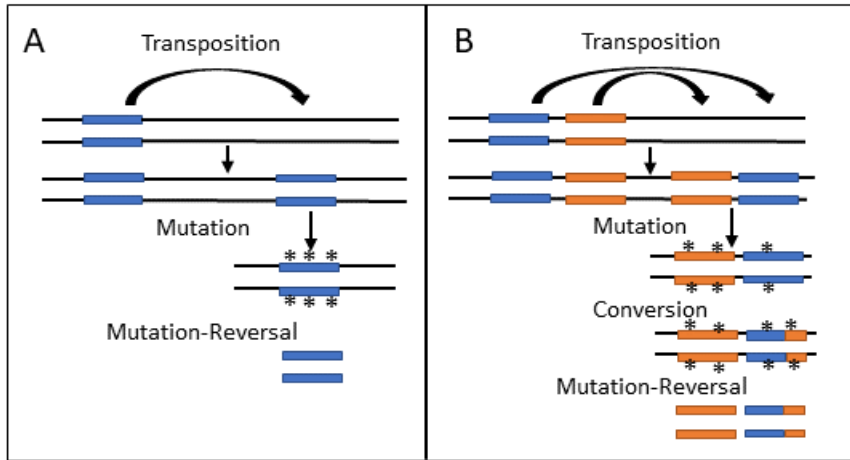 A
Transposition
Mutation
* * *
* * *
Mutation-Reversal
B
Transposition
Mutation
* * *
* * *
Conversion
* * * *
* * * *
Mutation-Reversal